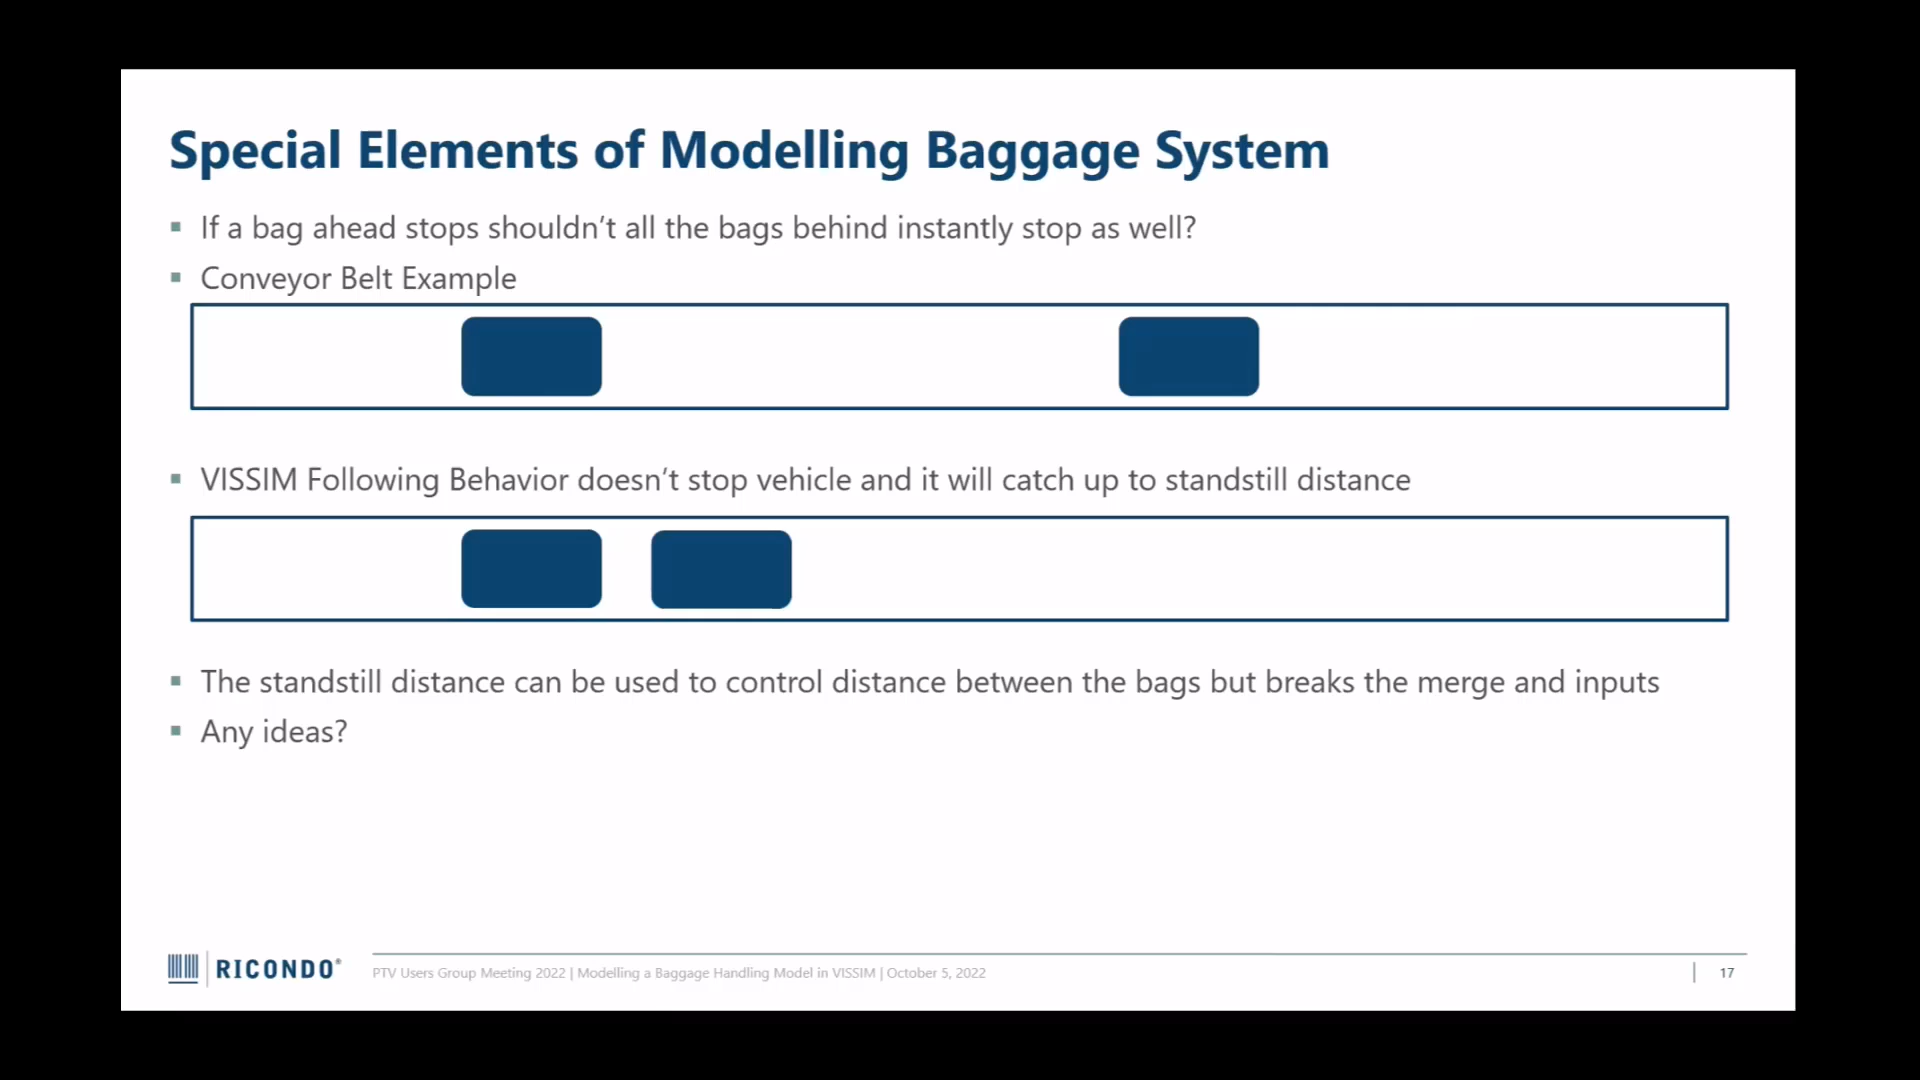 Special Elements of Modelling Baggage System
▪ If a bag ahead stops shouldn’t all the bags behind instantly stop as well?
▪ Conveyor Belt Example
▪ VISSIM Following Behavior doesn’t stop vehicle and it will catch up to standstill distance
▪ The standstill distance can be used to control distance between the bags but breaks the merge and inputs
▪ Any ideas?
RICONDO®
PTV Users Group Meeting 2022 | Modelling a Baggage Handling Model in VISSIM | October 5, 2022
| 17